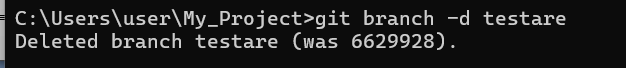 C:\Users\user\My_Project>git branch -d testare
Deleted branch testare (was 6629928).